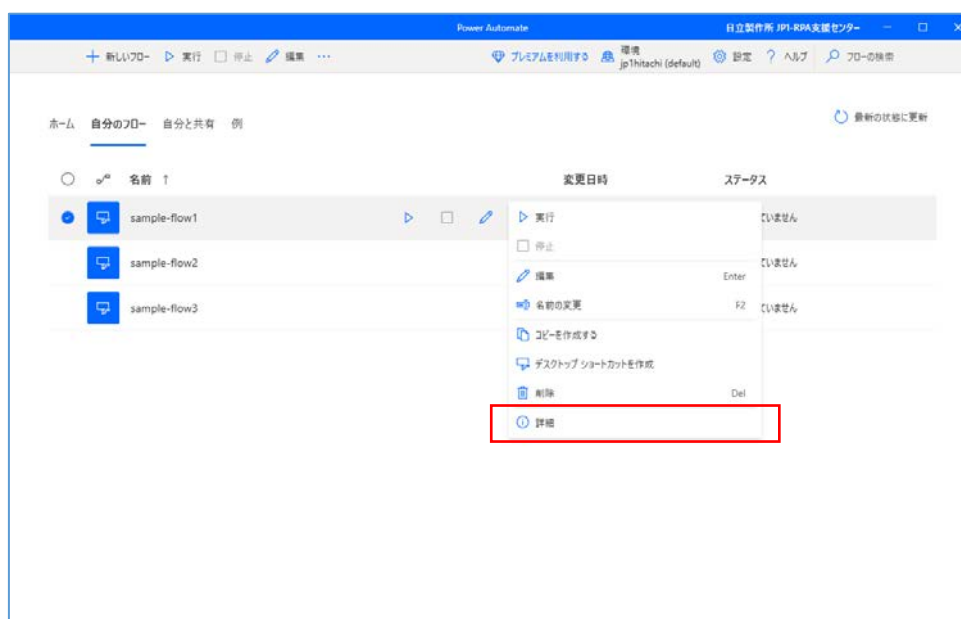 Power Automate
日立製作所 JP1-RPA支援センター
新しいフロー 実行 停止 編集 … プレミアムを利用する 環境 設定 ヘルプ フローの検索
jp1hitachi (default)
ホーム 自分のフロー 自分と共有 例 最新の状態に更新
名前 ↑ 変更日時 ステータス
sample-flow1 実行 ていません
停止
sample-flow2 ていません
編集 Enter
sample-flow3 名前の変更 F2 ていません
コピーを作成する
デスクトップ ショートカットを作成
削除 Del
詳細